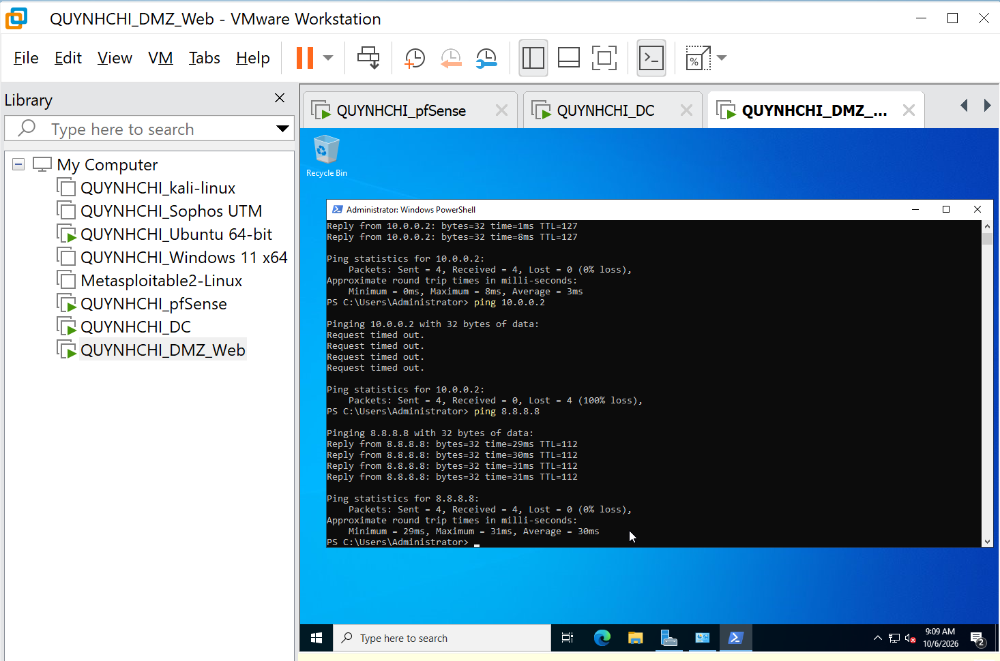 QUYNHCHI_DMZ_Web - VMware Workstation
File Edit View VM Tabs Help
Library
Type here to search
My Computer
QUYNHCHI_kali-linux
QUYNHCHI_Sophos UTM
QUYNHCHI_Ubuntu 64-bit
QUYNHCHI_Windows 11 x64
Metasploitable2-Linux
QUYNHCHI_pfSense
QUYNHCHI_DC
QUYNHCHI_DMZ_Web
QUYNHCHI_pfSense
QUYNHCHI_DC
QUYNHCHI_DMZ_...
Recycle Bin
Administrator: Windows PowerShell
Reply from 10.0.0.2: bytes=32 time=1ms TTL=127
Reply from 10.0.0.2: bytes=32 time=8ms TTL=127
Ping statistics for 10.0.0.2:
Packets: Sent = 4, Received = 4, Lost = 0 (0% loss),
Approximate round trip times in milli-seconds:
Minimum = 0ms, Maximum = 8ms, Average = 3ms
PS C:\Users\Administrator> ping 10.0.0.2
Pinging 10.0.0.2 with 32 bytes of data:
Request timed out.
Request timed out.
Request timed out.
Request timed out.
Ping statistics for 10.0.0.2:
Packets: Sent = 4, Received = 0, Lost = 4 (100% loss),
PS C:\Users\Administrator> ping 8.8.8.8
Pinging 8.8.8.8 with 32 bytes of data:
Reply from 8.8.8.8: bytes=32 time=29ms TTL=112
Reply from 8.8.8.8: bytes=32 time=30ms TTL=112
Reply from 8.8.8.8: bytes=32 time=31ms TTL=112
Reply from 8.8.8.8: bytes=32 time=31ms TTL=112
Ping statistics for 8.8.8.8:
Packets: Sent = 4, Received = 4, Lost = 0 (0% loss),
Approximate round trip times in milli-seconds:
Minimum = 29ms, Maximum = 31ms, Average = 30ms
PS C:\Users\Administrator>
Type here to search
9:09 AM
10/6/2026
2